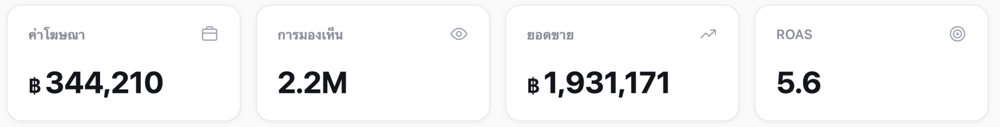 ค่าโฆษณา
฿ 344,210
การมองเห็น
2.2M
ยอดขาย
฿ 1,931,171
ROAS
5.6